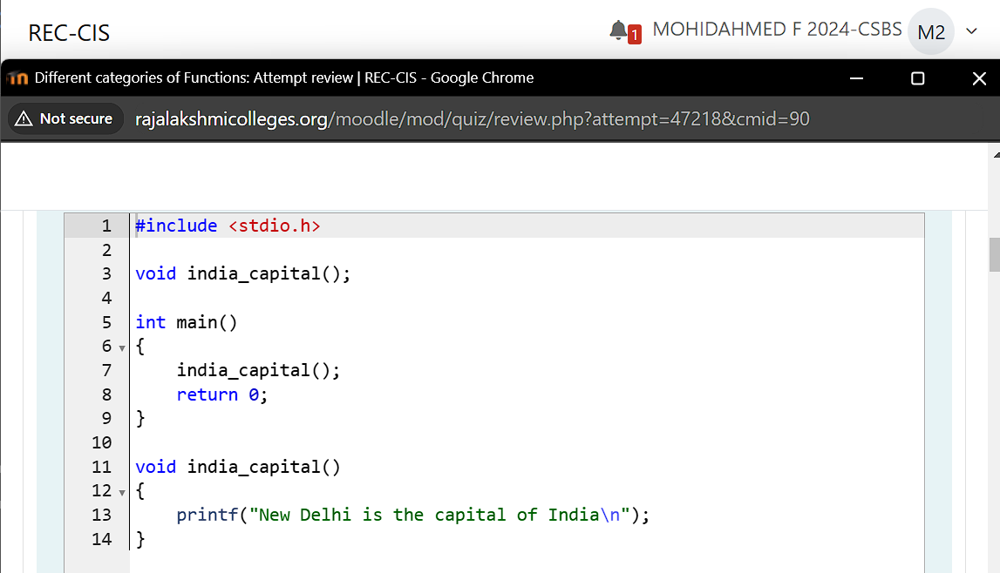 REC-CIS
1 MOHIDAHMED F 2024-CSBS M2
Different categories of Functions: Attempt review | REC-CIS - Google Chrome
Not secure rajalakshmicolleges.org/moodle/mod/quiz/review.php?attempt=47218&cmid=90
1 #include <stdio.h>
2
3 void india_capital();
4
5 int main()
6 {
7     india_capital();
8     return 0;
9 }
10
11 void india_capital()
12 {
13     printf("New Delhi is the capital of India\n");
14 }